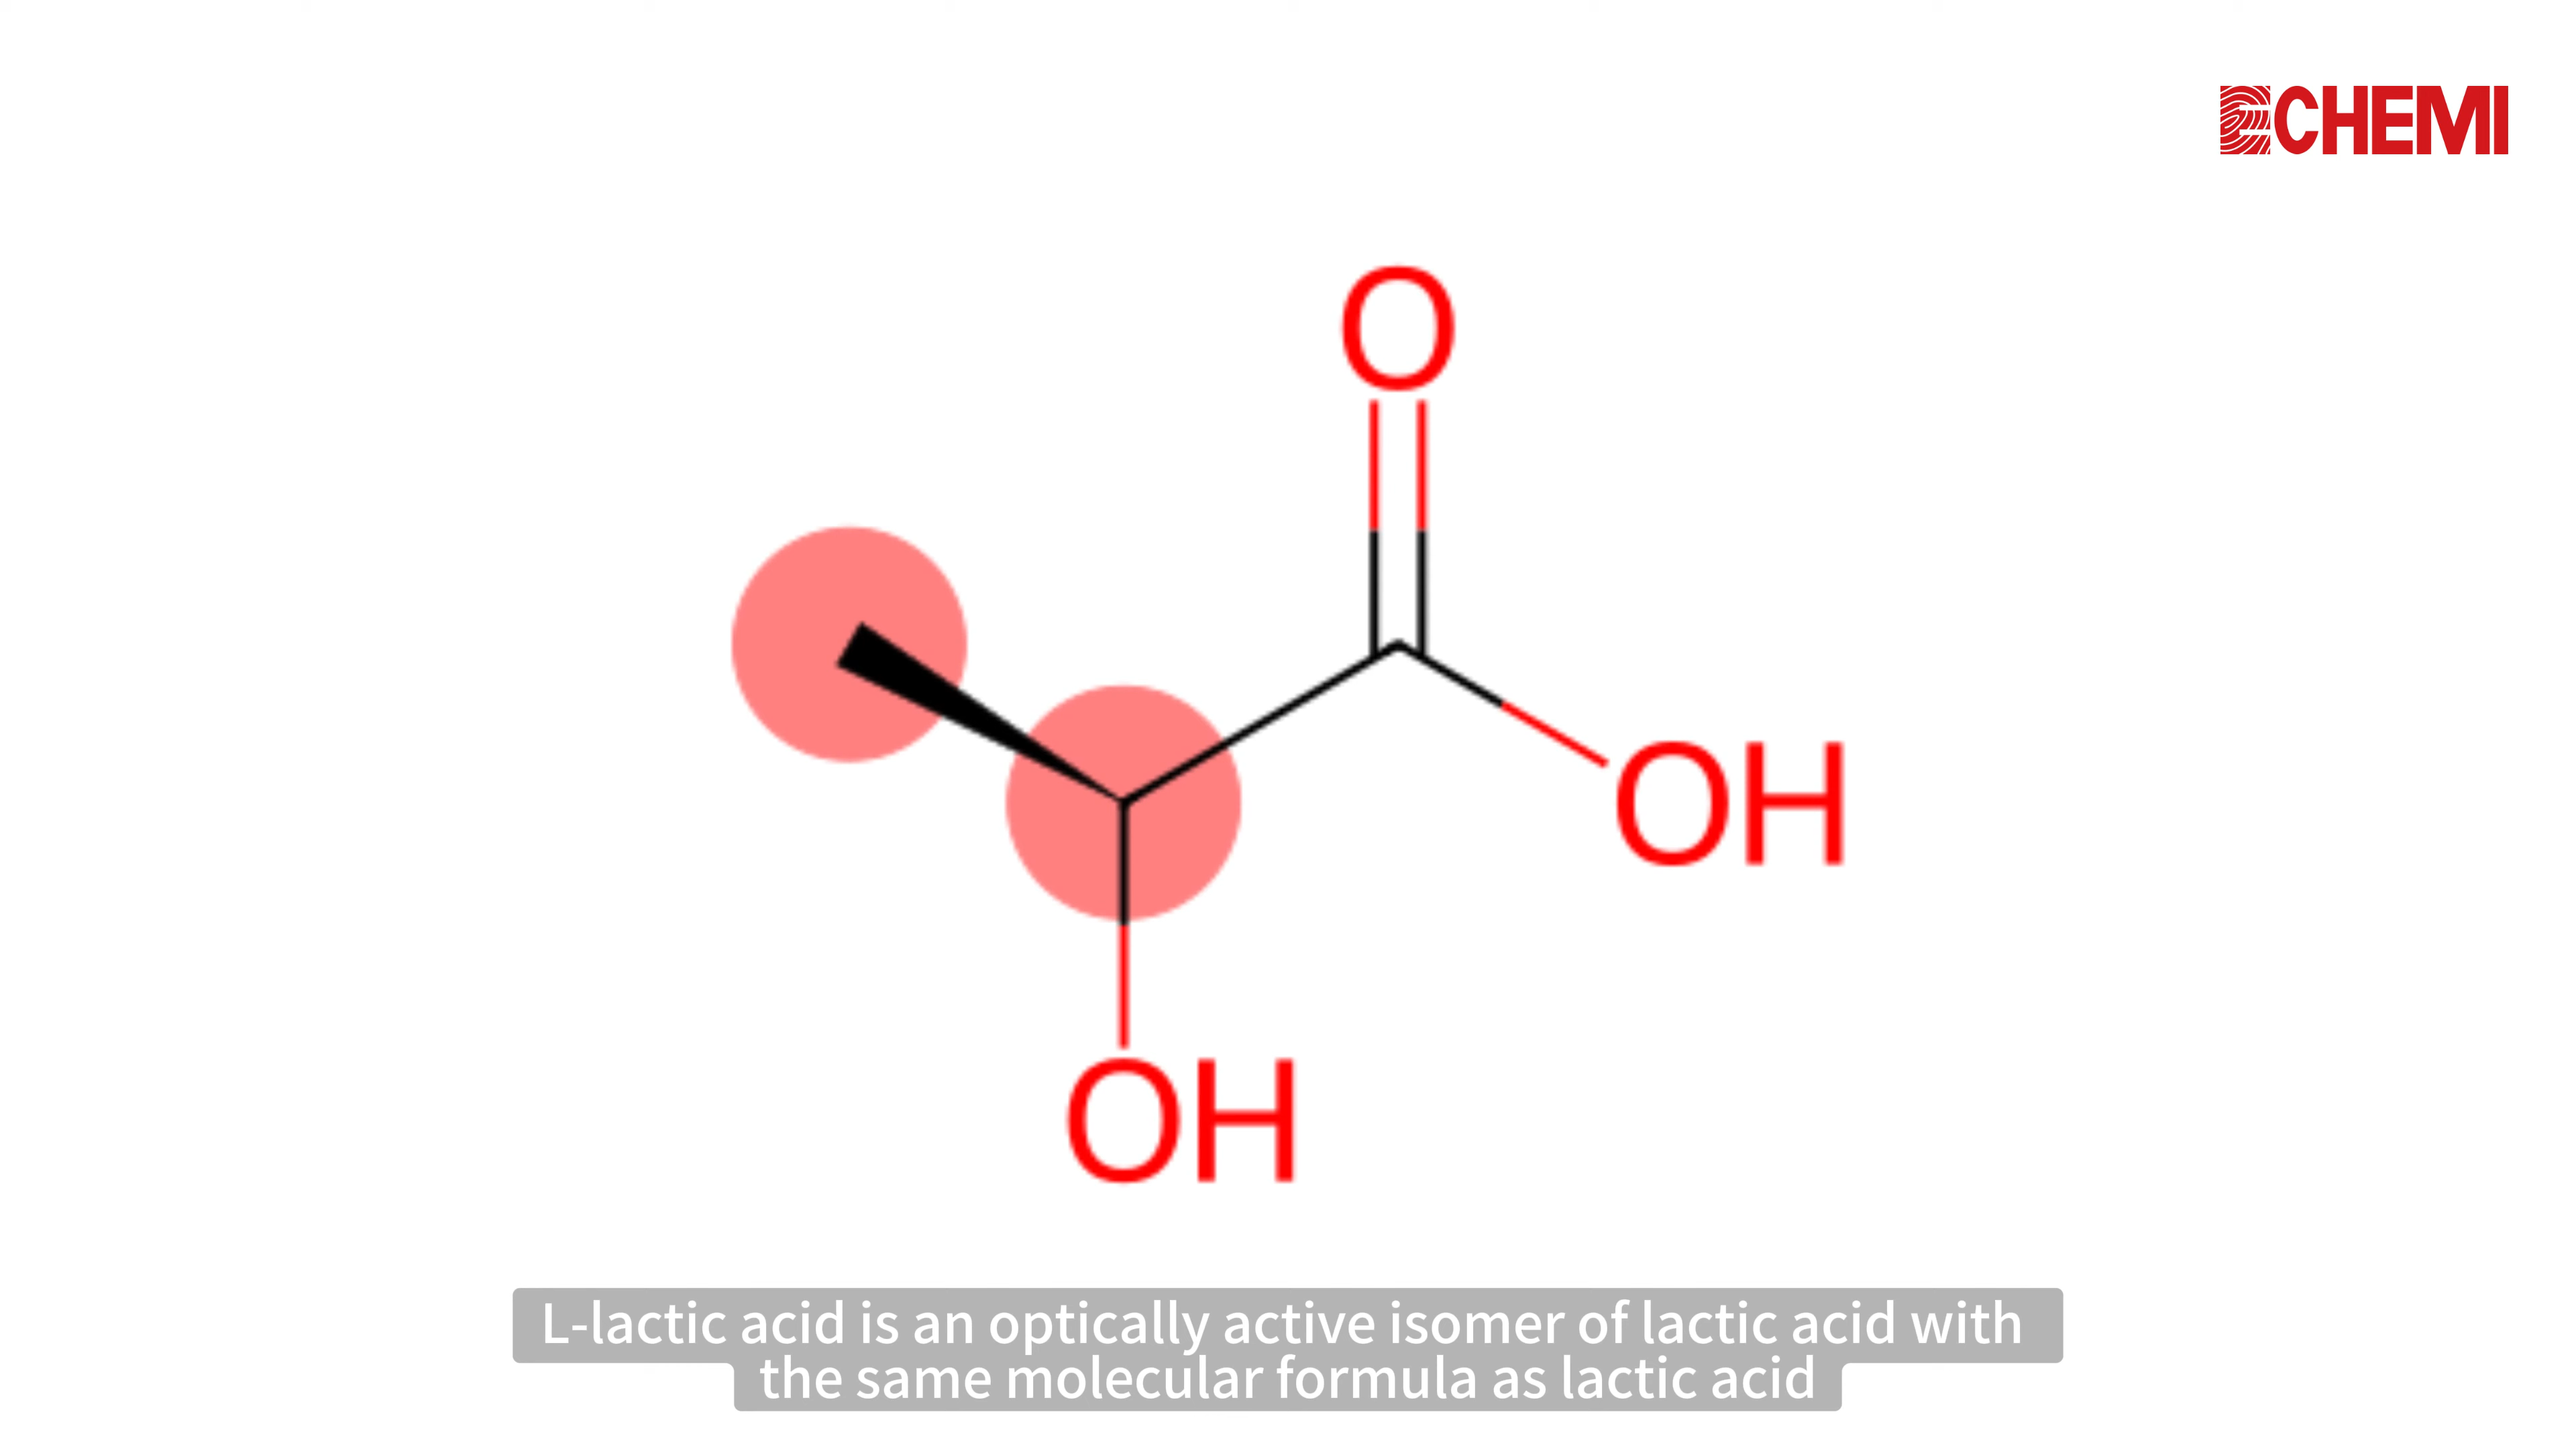 ECHEMI
O
OH
OH
L-lactic acid is an optically active isomer of lactic acid with
the same molecular formula as lactic acid